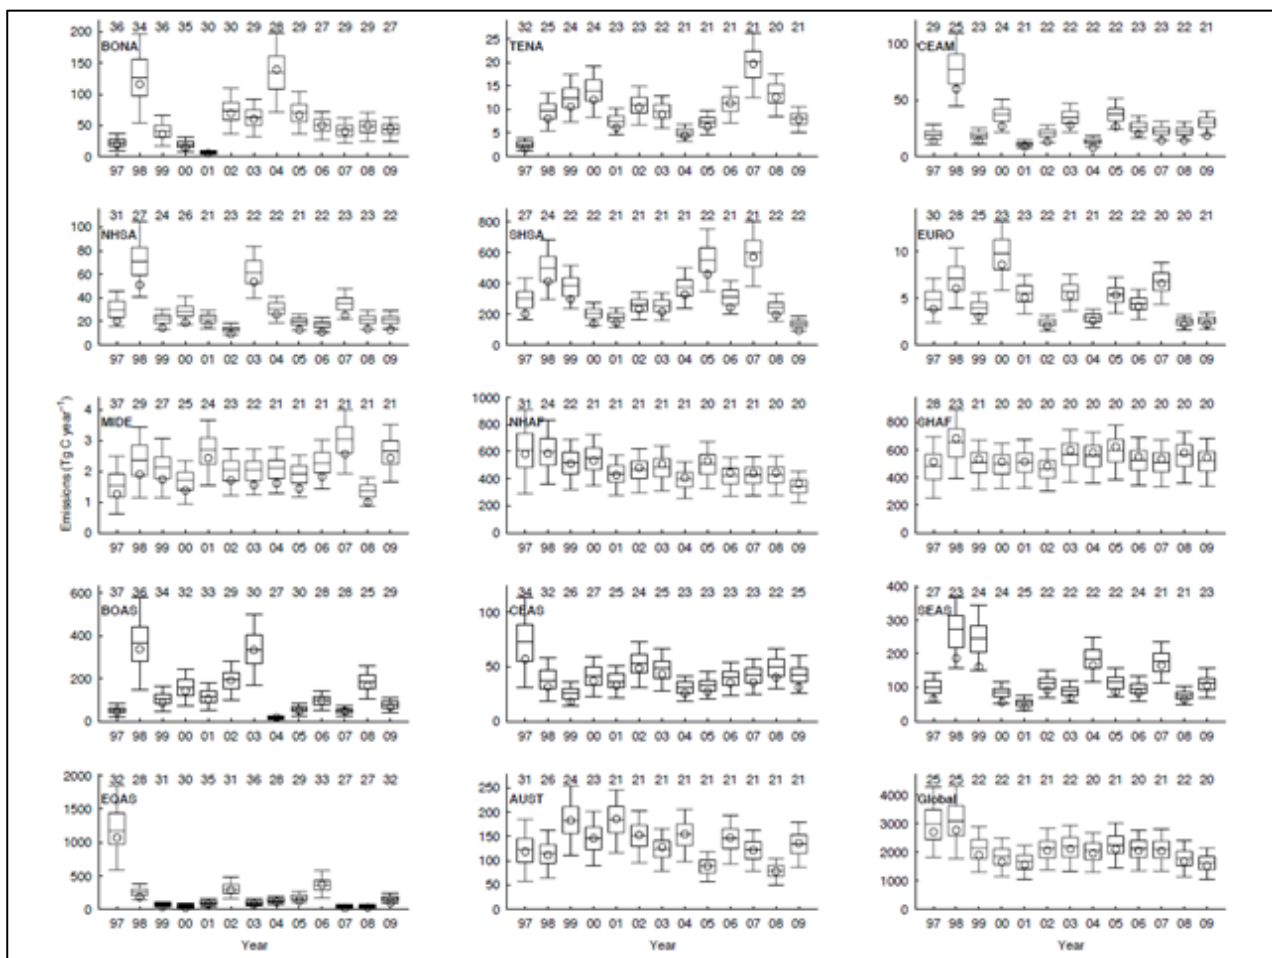 36 34 36 35 30 30 29 28 29 27 27 29 27
BONA
200
150
100
50
0
97 98 99 00 01 02 03 04 05 06 07 08 09
32 25 24 24 23 23 23 22 21 21 21 22 21
TENA
25
20
15
10
5
0
97 98 99 00 01 02 03 04 05 06 07 08 09
29 25 23 24 21 22 22 22 22 21 22 22 21
CEAM
100
50
0
97 98 99 00 01 02 03 04 05 06 07 08 09
31 27 24 26 21 23 22 21 22 22 23 23 22
NHSA
100
80
60
40
20
0
97 98 99 00 01 02 03 04 05 06 07 08 09
27 24 22 22 21 21 21 21 22 21 21 22 22
SHSA
800
600
400
200
0
97 98 99 00 01 02 03 04 05 06 07 08 09
30 28 25 23 23 22 21 21 22 22 20 20 21
EURO
10
5
0
97 98 99 00 01 02 03 04 05 06 07 08 09
Emissions (Tg C year⁻¹)
37 29 27 25 24 23 22 21 21 21 21 21 21
MIDE
4
3
2
1
0
97 98 99 00 01 02 03 04 05 06 07 08 09
31 24 22 21 21 21 21 20 20 20 20 20 20
NHAF
1000
800
600
400
200
0
97 98 99 00 01 02 03 04 05 06 07 08 09
28 23 21 20 20 20 20 20 20 20 20 20 20
SHAF
800
600
400
200
0
97 98 99 00 01 02 03 04 05 06 07 08 09
37 36 34 32 33 29 30 27 27 28 28 25 29
BOAS
600
400
200
0
97 98 99 00 01 02 03 04 05 06 07 08 09
34 32 26 27 25 24 25 23 23 23 23 22 25
CEAS
100
50
0
97 98 99 00 01 02 03 04 05 06 07 08 09
27 23 24 24 25 22 22 22 22 22 21 21 23
SEAS
400
300
200
100
0
97 98 99 00 01 02 03 04 05 06 07 08 09
32 28 31 30 35 31 36 28 29 33 27 27 32
EQAS
2000
1500
1000
500
0
97 98 99 00 01 02 03 04 05 06 07 08 09
Year
31 26 24 23 21 21 21 21 21 21 21 21 21
AUST
250
200
150
100
50
0
97 98 99 00 01 02 03 04 05 06 07 08 09
Year
25 25 22 22 21 21 22 20 21 20 21 22 20
Global
4000
3000
2000
1000
0
97 98 99 00 01 02 03 04 05 06 07 08 09
Year